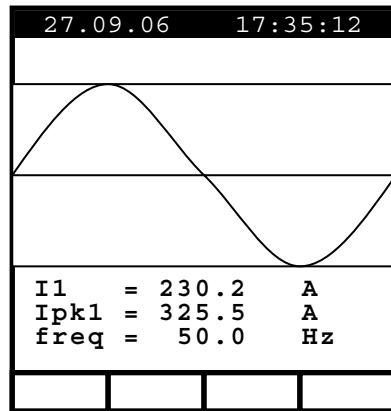 27.09.06 17:35:12
I1 = 230.2 A
Ipk1 = 325.5 A
freq = 50.0 Hz